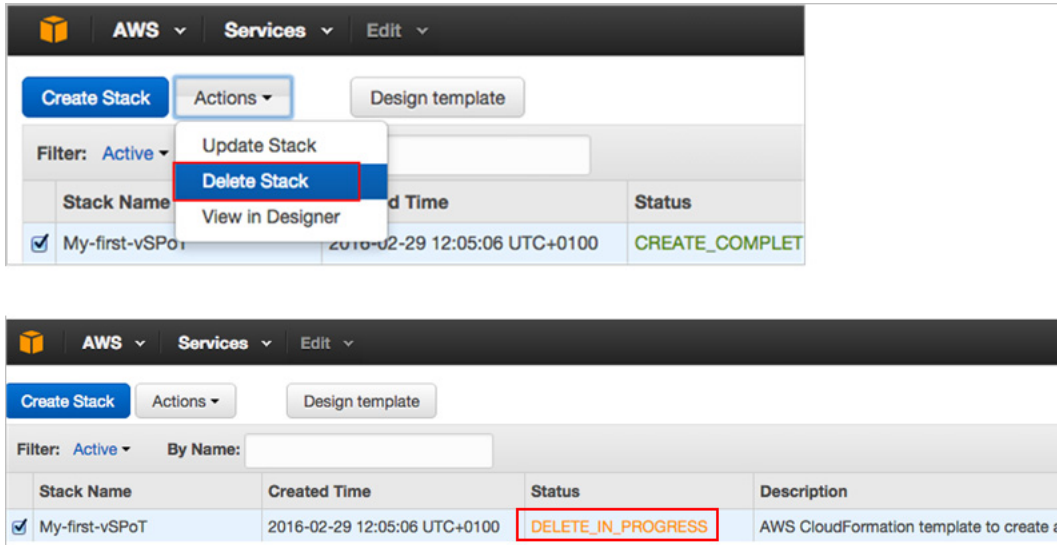 AWS Services Edit
Create Stack Actions Design template
Update Stack
Filter: Active
Delete Stack
Stack Name d Time Status
View in Designer
My-first-vSPoT 2016-02-29 12:05:06 UTC+0100 CREATE_COMPLET
AWS Services Edit
Create Stack Actions Design template
Filter: Active By Name:
Stack Name Created Time Status Description
My-first-vSPoT 2016-02-29 12:05:06 UTC+0100 DELETE_IN_PROGRESS AWS CloudFormation template to create a